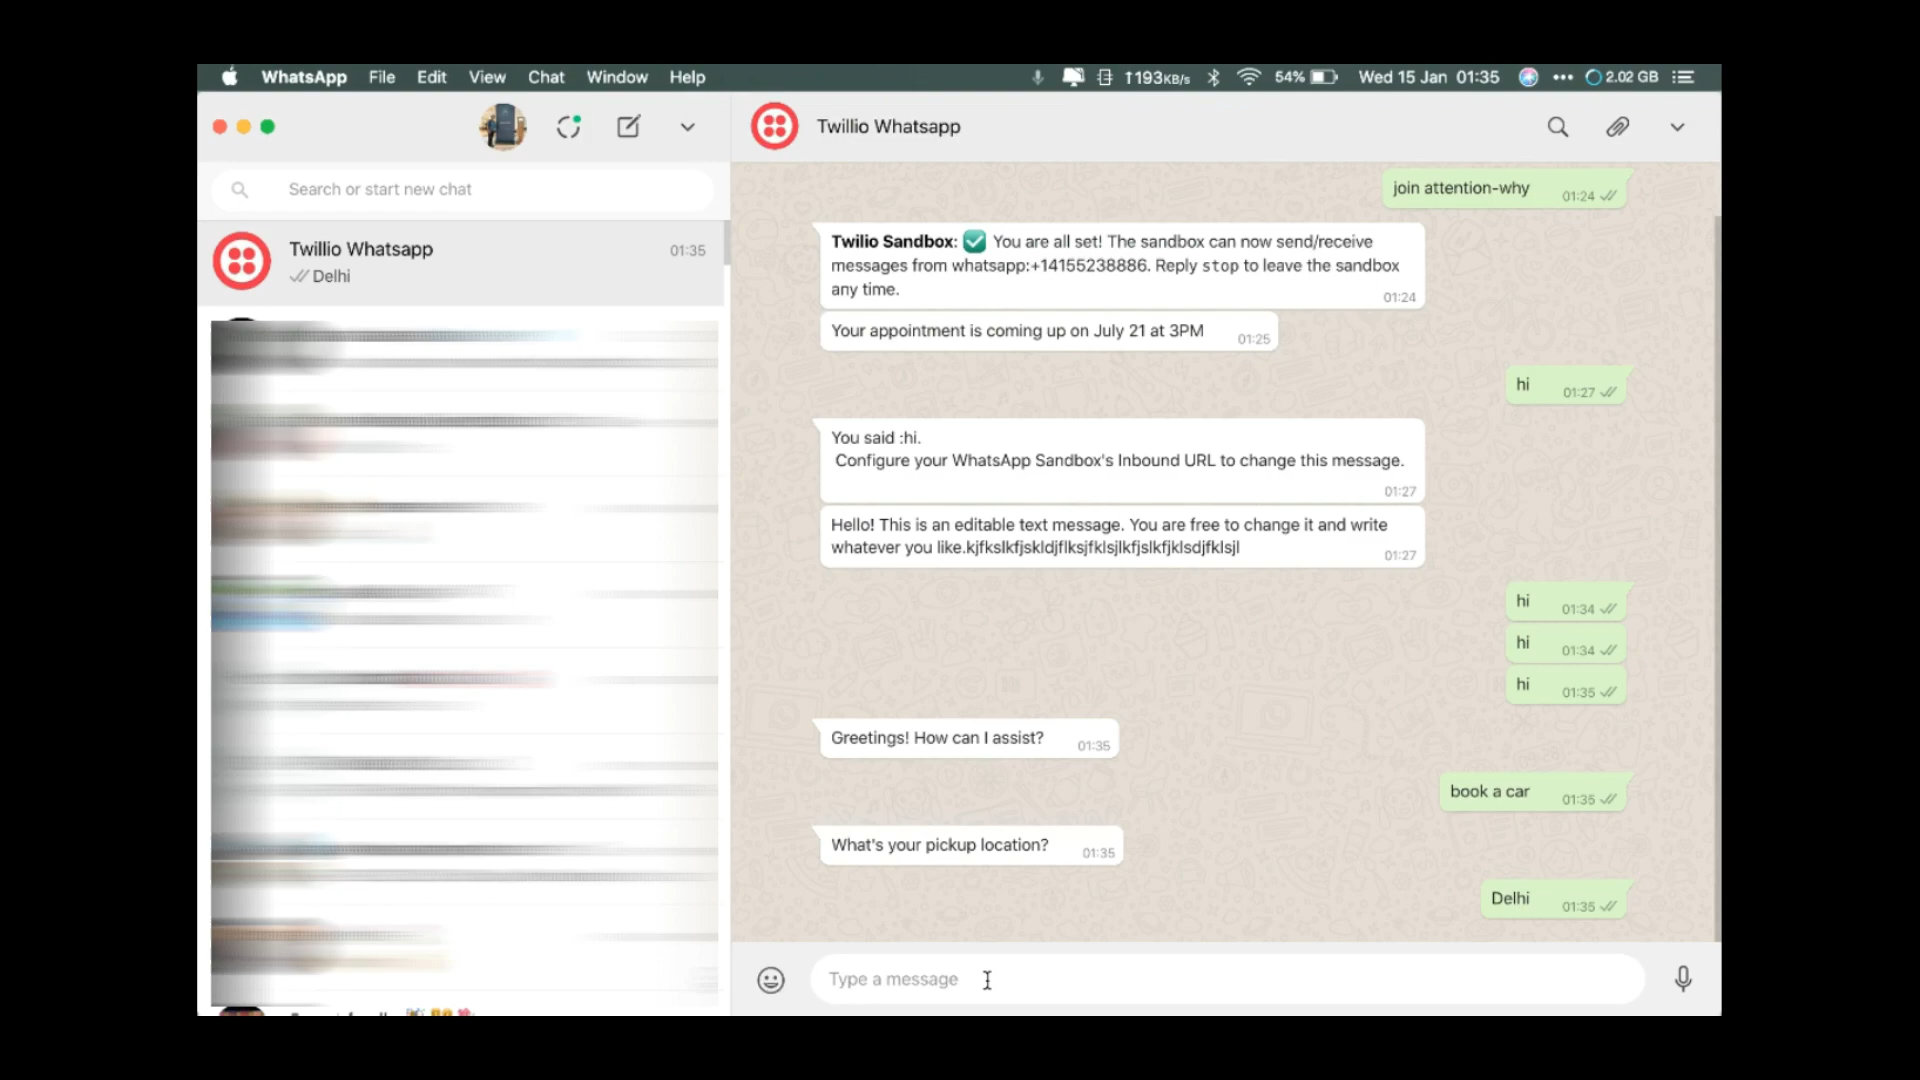 WhatsApp File Edit View Chat Window Help
↑193KB/s 54% Wed 15 Jan 01:35 ••• 2.02 GB
Twillio Whatsapp
Search or start new chat
Twillio Whatsapp 01:35
Delhi
join attention-why 01:24
Twilio Sandbox: ✅ You are all set! The sandbox can now send/receive
messages from whatsapp:+14155238886. Reply stop to leave the sandbox
any time.
01:24
Your appointment is coming up on July 21 at 3PM 01:25
hi 01:27
You said :hi.
Configure your WhatsApp Sandbox's Inbound URL to change this message.
01:27
Hello! This is an editable text message. You are free to change it and write
whatever you like.kjfkslkfjskldjflksjfklsjlkfjslkfjklsdjfklsjl 01:27
hi 01:34
hi 01:34
hi 01:35
Greetings! How can I assist? 01:35
book a car 01:35
What's your pickup location? 01:35
Delhi 01:35
Type a message